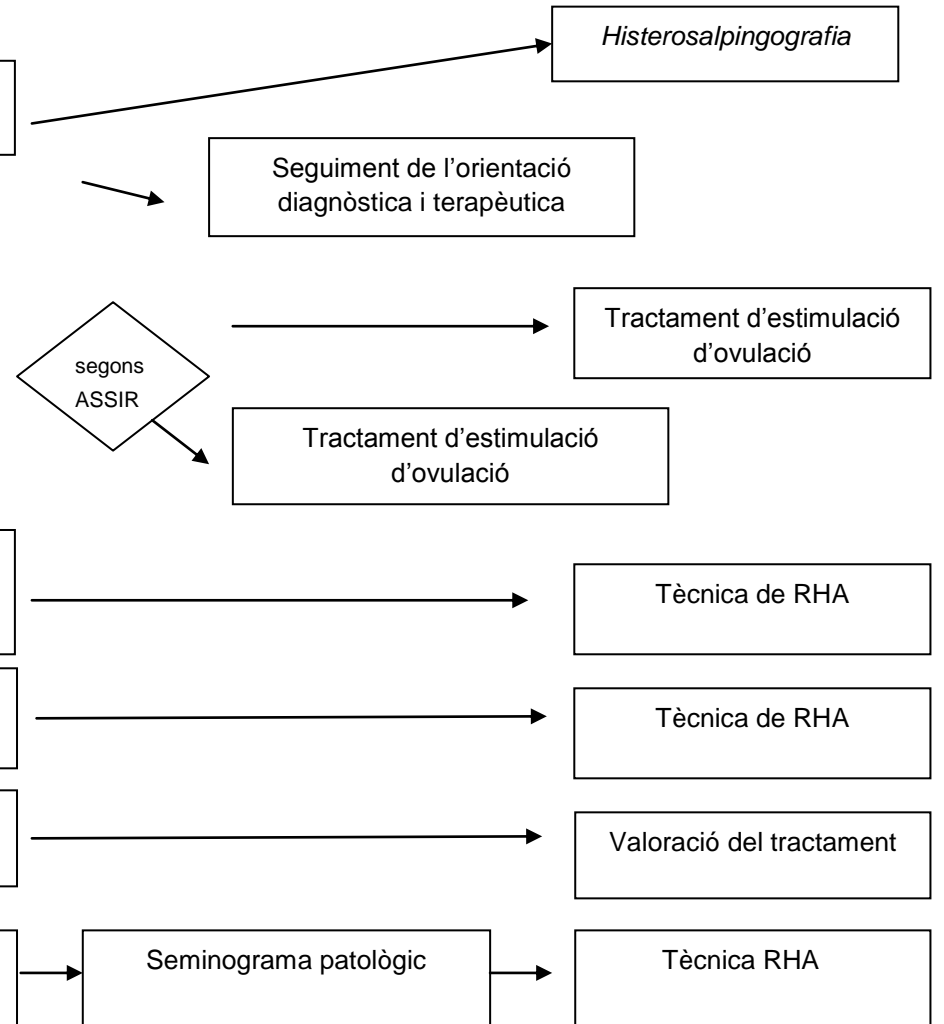 Histerosalpingografia
Seguiment de l’orientació
diagnòstica i terapèutica
Tractament d’estimulació
d’ovulació
segons
ASSIR
Tractament d’estimulació
d’ovulació
Tècnica de RHA
Tècnica de RHA
Valoració del tractament
Seminograma patològic
Tècnica RHA